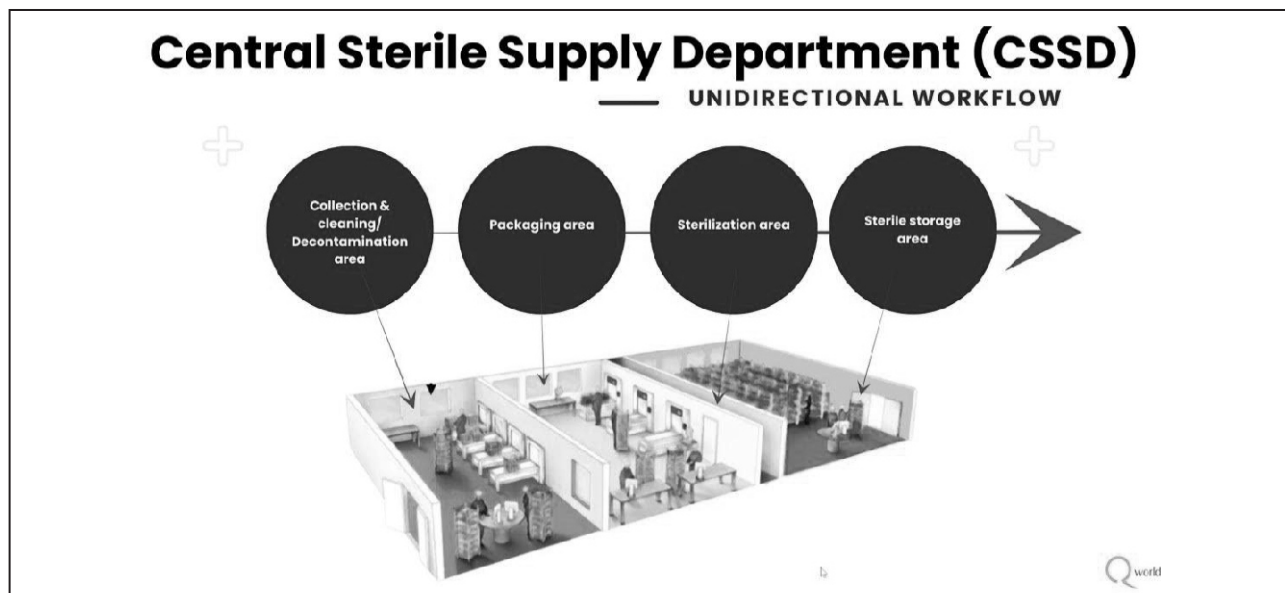 Central Sterile Supply Department (CSSD)
UNIDIRECTIONAL WORKFLOW
Collection &
cleaning/
Decontamination
area
Packaging area
Sterilization area
Sterile storage
area
Q world